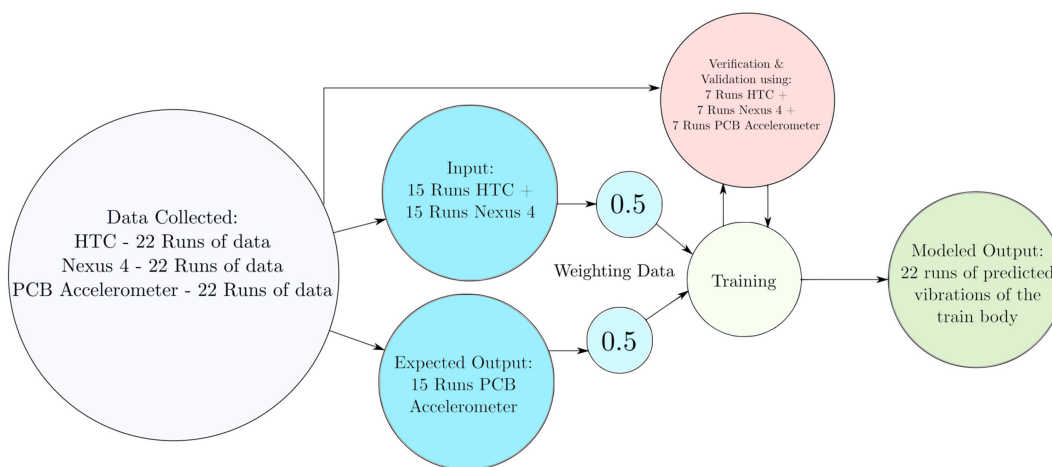 Data Collected:
HTC - 22 Runs of data
Nexus 4 - 22 Runs of data
PCB Accelerometer - 22 Runs of data
Input:
15 Runs HTC +
15 Runs Nexus 4
Expected Output:
15 Runs PCB
Accelerometer
0.5
Weighting Data
0.5
Verification &
Validation using:
7 Runs HTC +
7 Runs Nexus 4 +
7 Runs PCB Accelerometer
Training
Modeled Output:
22 runs of predicted
vibrations of the
train body